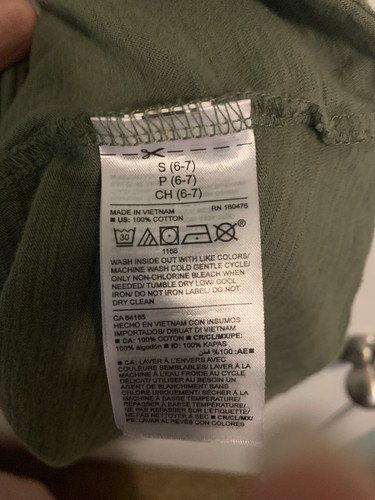 S (6-7)
P (6-7)
CH (6-7)
MADE IN VIETNAM RN 160476
■ US: 100% COTTON
30
®
1166
WASH INSIDE OUT WITH LIKE COLORS/
MACHINE WASH COLD GENTLE CYCLE/
ONLY NON-CHLORINE BLEACH WHEN
NEEDED/ TUMBLE DRY LOW/ COOL
IRON/ DO NOT IRON LABEL/ DO NOT
DRY CLEAN
CA 54165
HECHO EN VIETNAM CON INSUMOS
IMPORTADOS/ DIBUAT DI VIETNAM
■ CA: 100% COTON ■ CR/CL/MX/PE:
100% algodón ■ ID: 100% KAPAS
■ AE: 100% قطن
■ CA: LAVER À L'ENVERS AVEC
COULEURS SEMBLABLES/ LAVER À LA
MACHINE À L'EAU FROIDE AU CYCLE
DÉLICAT/ UTILISER AU BESOIN UN
AGENT DE BLANCHIMENT SANS
CHLORE UNIQUEMENT/ SÉCHER À LA
MACHINE À BASSE TEMPÉRATURE/
REPASSER À BASSE TEMPÉRATURE/
NE PAS REPASSER SUR L'ÉTIQUETTE/
NE PAS NETTOYER À SEC ■ CR/CL/MX/
PE: LAVAR AL REVÉS CON COLORES